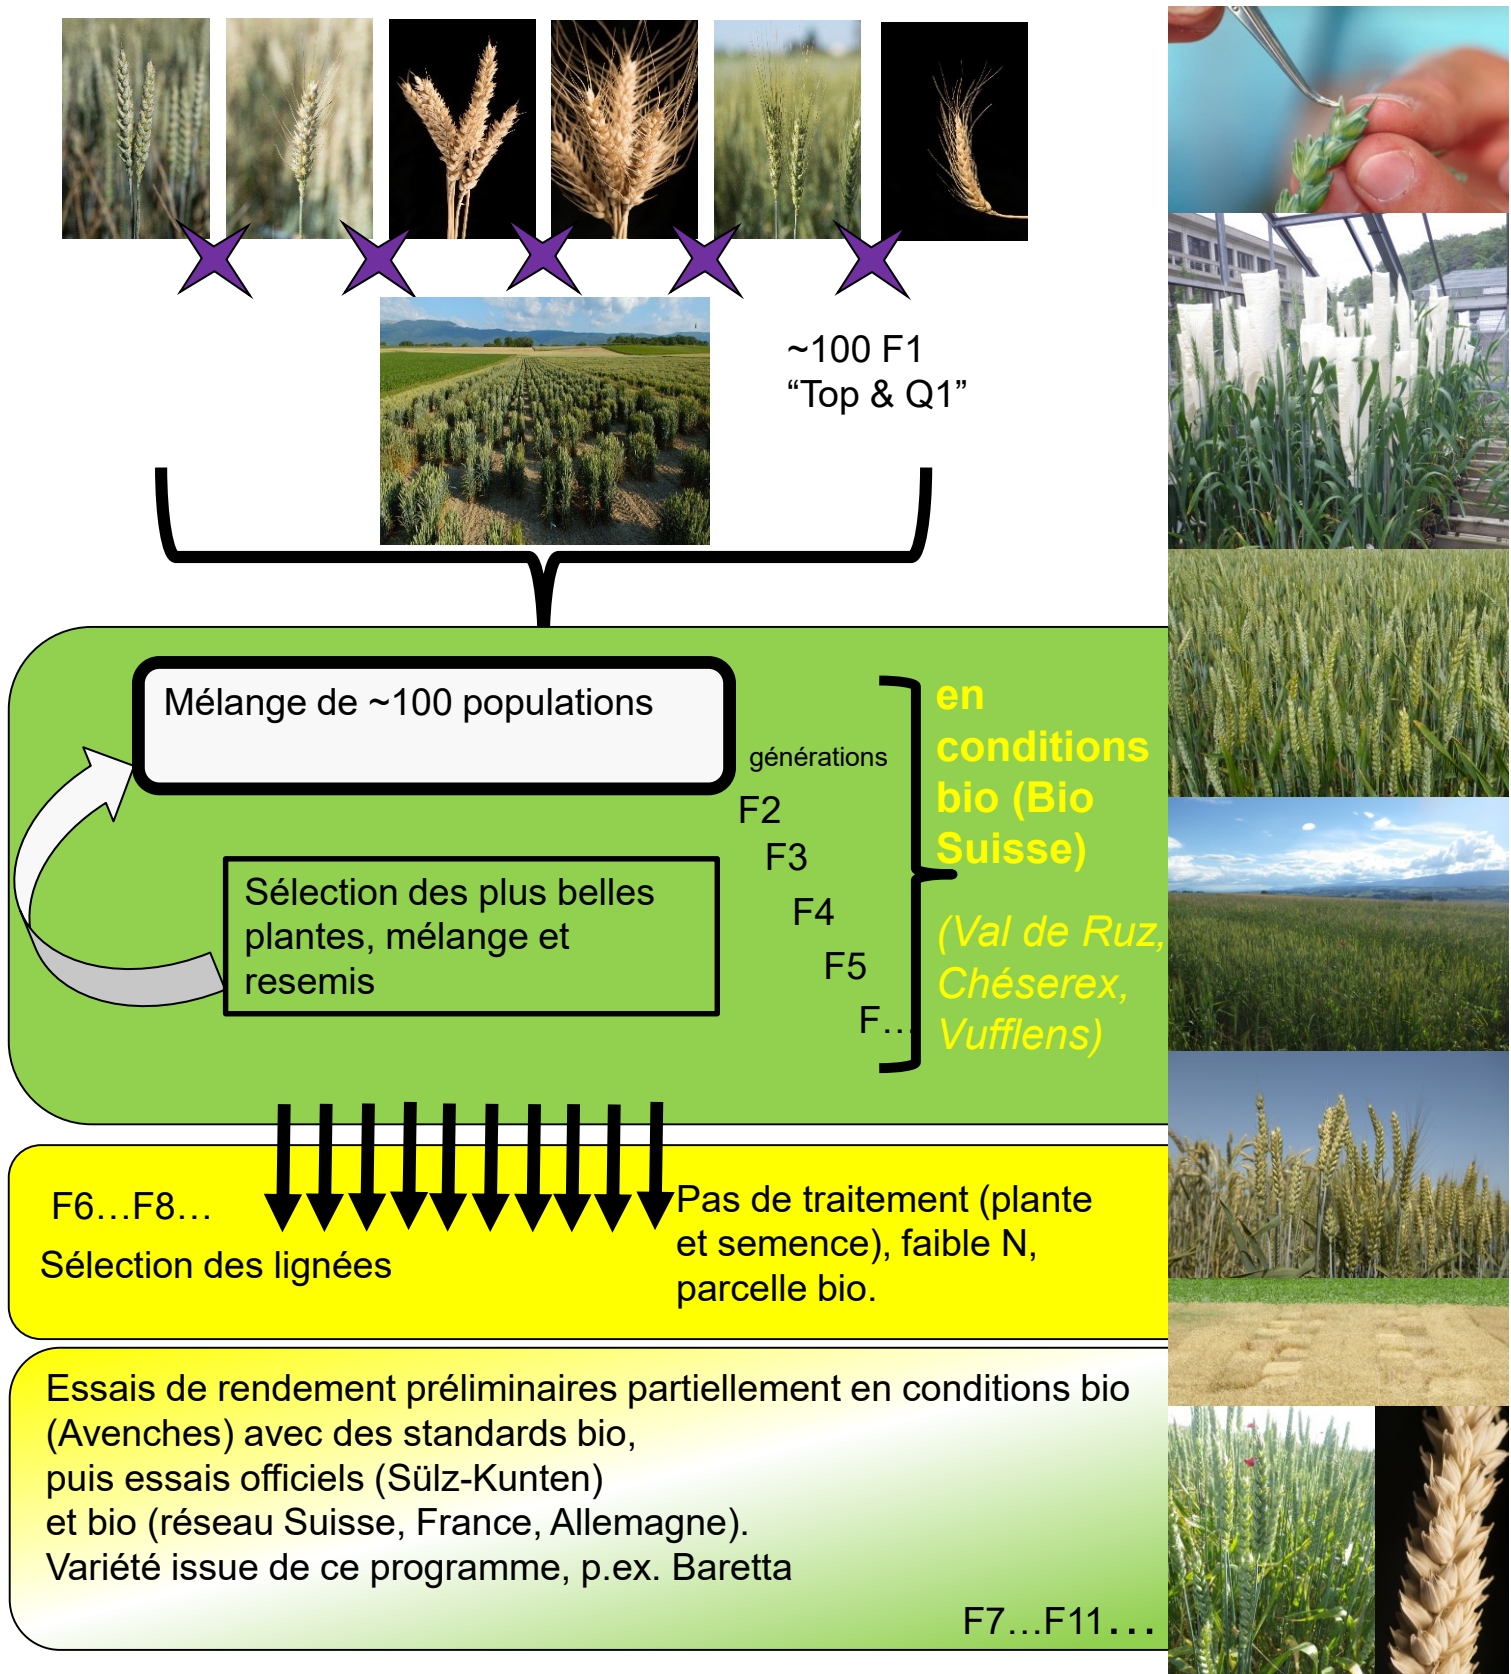 ~100 F1
“Top & Q1”
Mélange de ~100 populations
générations
F2
F3
F4
F5
F…
en
conditions
bio (Bio
Suisse)
(Val de Ruz,
Chéserex,
Vufflens)
Sélection des plus belles
plantes, mélange et
resemis
F6…F8…
Sélection des lignées
Pas de traitement (plante
et semence), faible N,
parcelle bio.
Essais de rendement préliminaires partiellement en conditions bio
(Avenches) avec des standards bio,
puis essais officiels (Sülz-Kunten)
et bio (réseau Suisse, France, Allemagne).
Variété issue de ce programme, p.ex. Baretta
F7…F11…